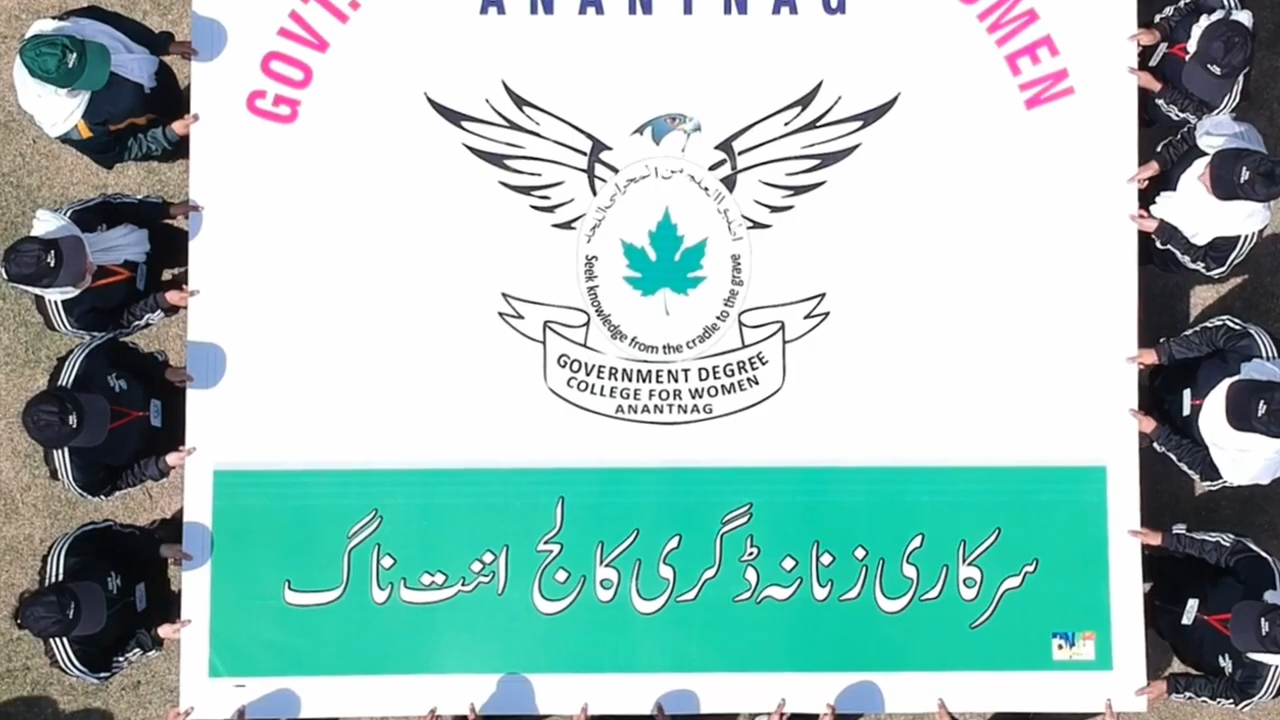 GOVT.
ANANTNAG
WOMEN
Seek knowledge from the cradle to the grave
GOVERNMENT DEGREE
COLLEGE FOR WOMEN
ANANTNAG
سرکاری زنانہ ڈگری کالج اننت ناگ